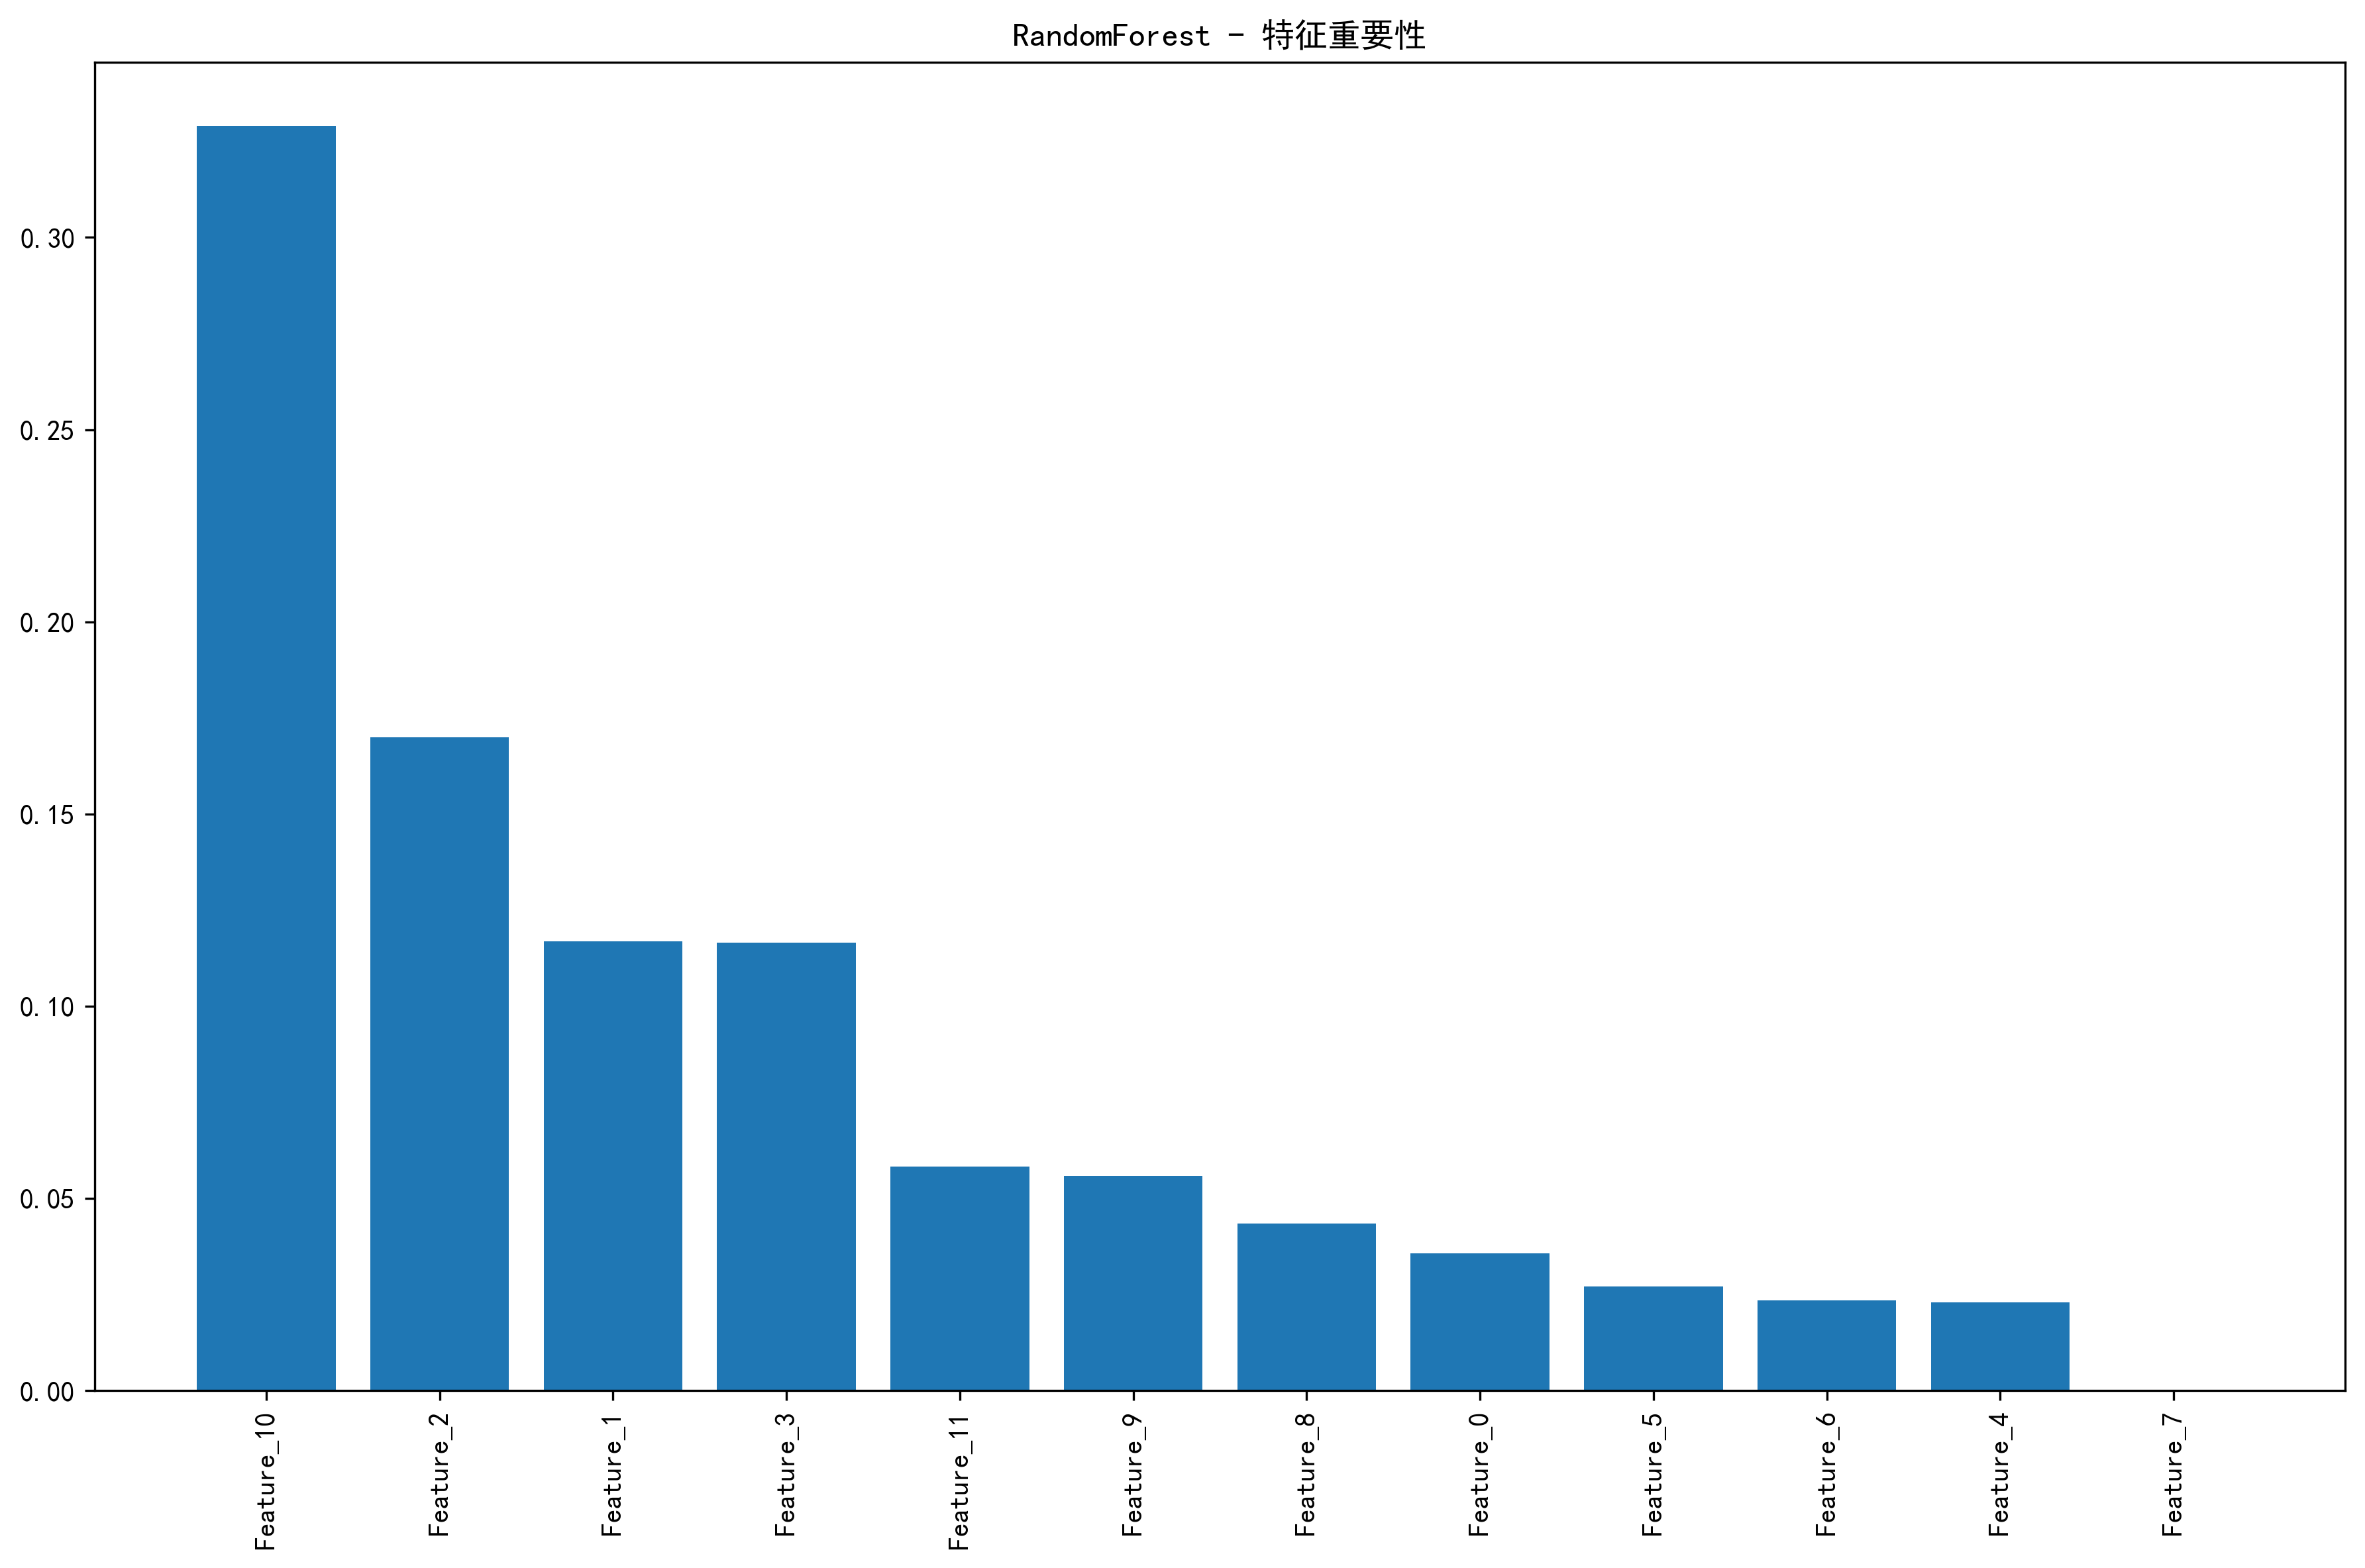 RandomForest - 特征重要性
0.30
0.25
0.20
0.15
0.10
0.05
0.00
Feature_10
Feature_2
Feature_1
Feature_3
Feature_11
Feature_9
Feature_8
Feature_0
Feature_5
Feature_6
Feature_4
Feature_7